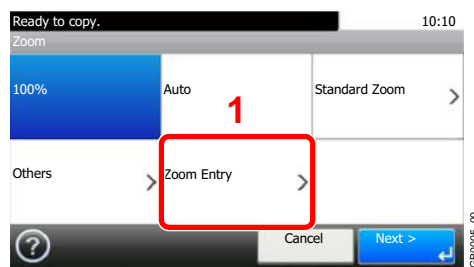 Ready to copy. 10:10
Zoom
100% Auto Standard Zoom >
1
Others > Zoom Entry >
? Cancel Next >